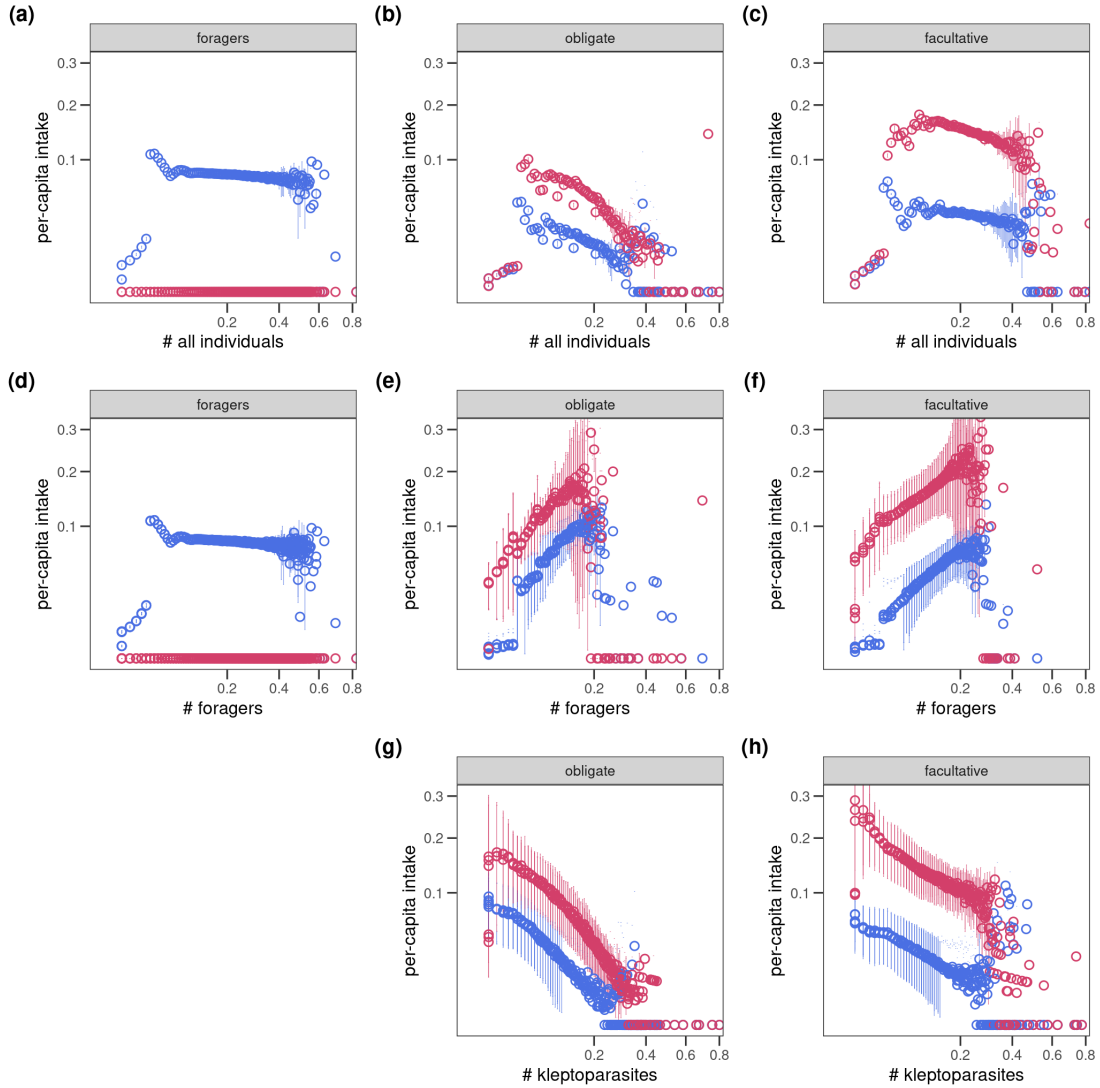 (a)
foragers
0.3
0.2
0.1
per-capita intake
0.2 0.4 0.6 0.8
# all individuals
(b)
obligate
0.3
0.2
0.1
per-capita intake
0.2 0.4 0.6 0.8
# all individuals
(c)
facultative
0.3
0.2
0.1
per-capita intake
0.2 0.4 0.6 0.8
# all individuals
(d)
foragers
0.3
0.2
0.1
per-capita intake
0.2 0.4 0.6 0.8
# foragers
(e)
obligate
0.3
0.2
0.1
per-capita intake
0.2 0.4 0.6 0.8
# foragers
(f)
facultative
0.3
0.2
0.1
per-capita intake
0.2 0.4 0.6 0.8
# foragers
(g)
obligate
0.3
0.2
0.1
per-capita intake
0.2 0.4 0.6 0.8
# kleptoparasites
(h)
facultative
0.3
0.2
0.1
per-capita intake
0.2 0.4 0.6 0.8
# kleptoparasites